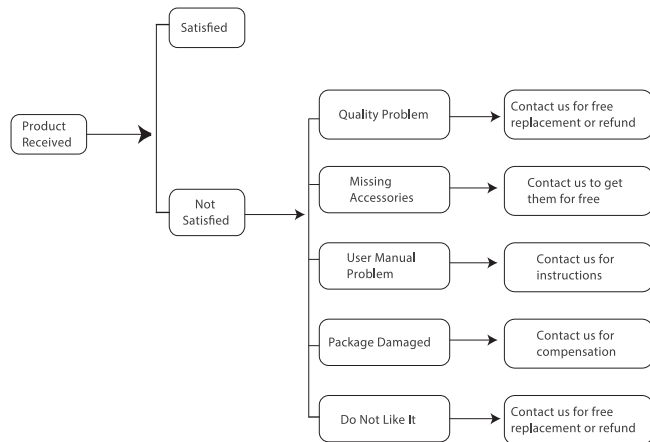 Satisfied
Product
Received
Not
Satisfied
Quality Problem
Contact us for free
replacement or refund
Missing
Accessories
Contact us to get
them for free
User Manual
Problem
Contact us for
instructions
Package Damaged
Contact us for
compensation
Do Not Like It
Contact us for free
replacement or refund